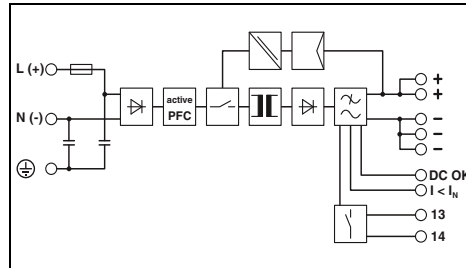 L (+)
active
PFC
N (-)
+
+
–
–
–
DC OK
I < IN
13
14